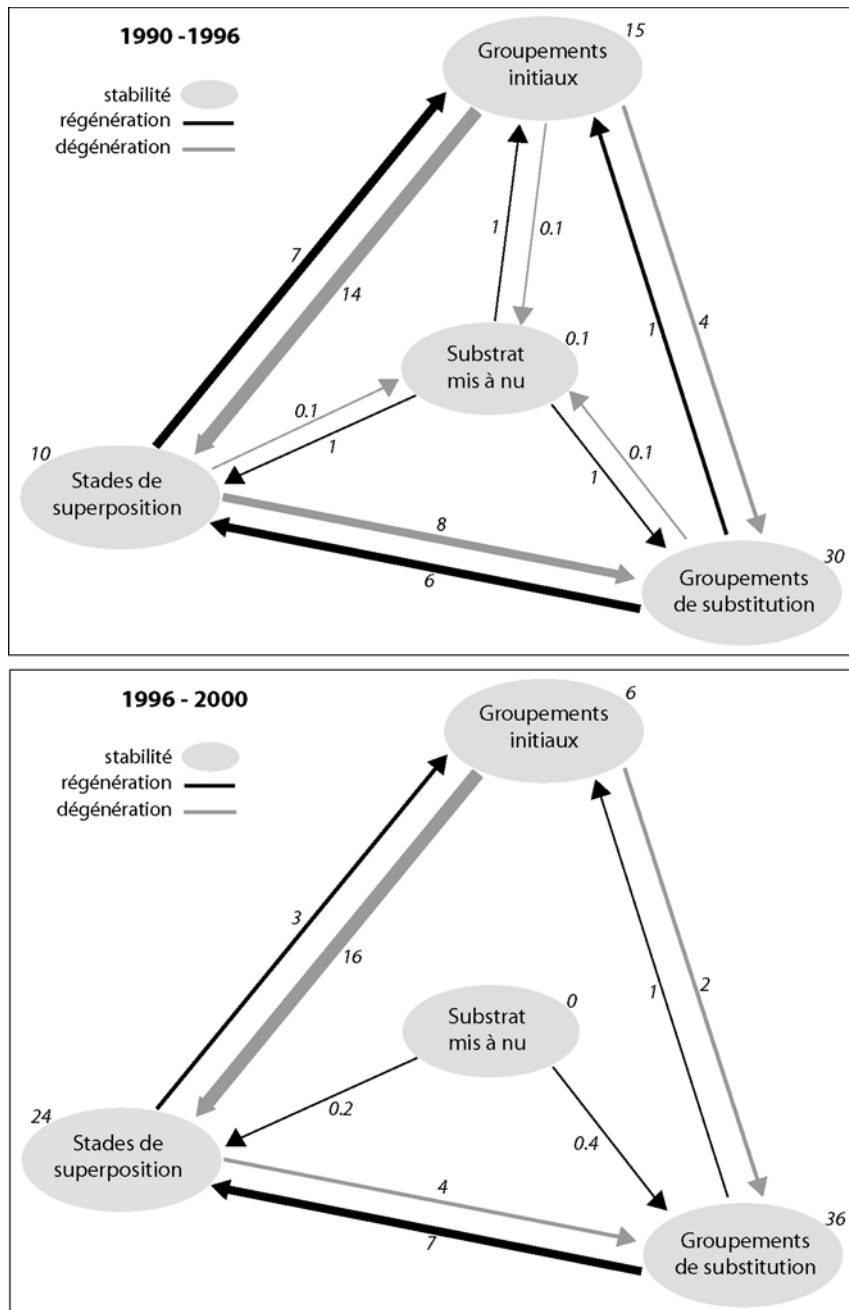 1990 -1996
stabilité
régénération
dégénération
Groupements
initiaux
15
7
14
1
0.1
1
4
Substrat
mis à nu
0.1
0.1
1
0.1
1
10
Stades de
superposition
8
6
Groupements
de substitution
30
1996 - 2000
stabilité
régénération
dégénération
Groupements
initiaux
6
3
16
1
2
Substrat
mis à nu
0
0.2
0.4
24
Stades de
superposition
4
7
Groupements
de substitution
36